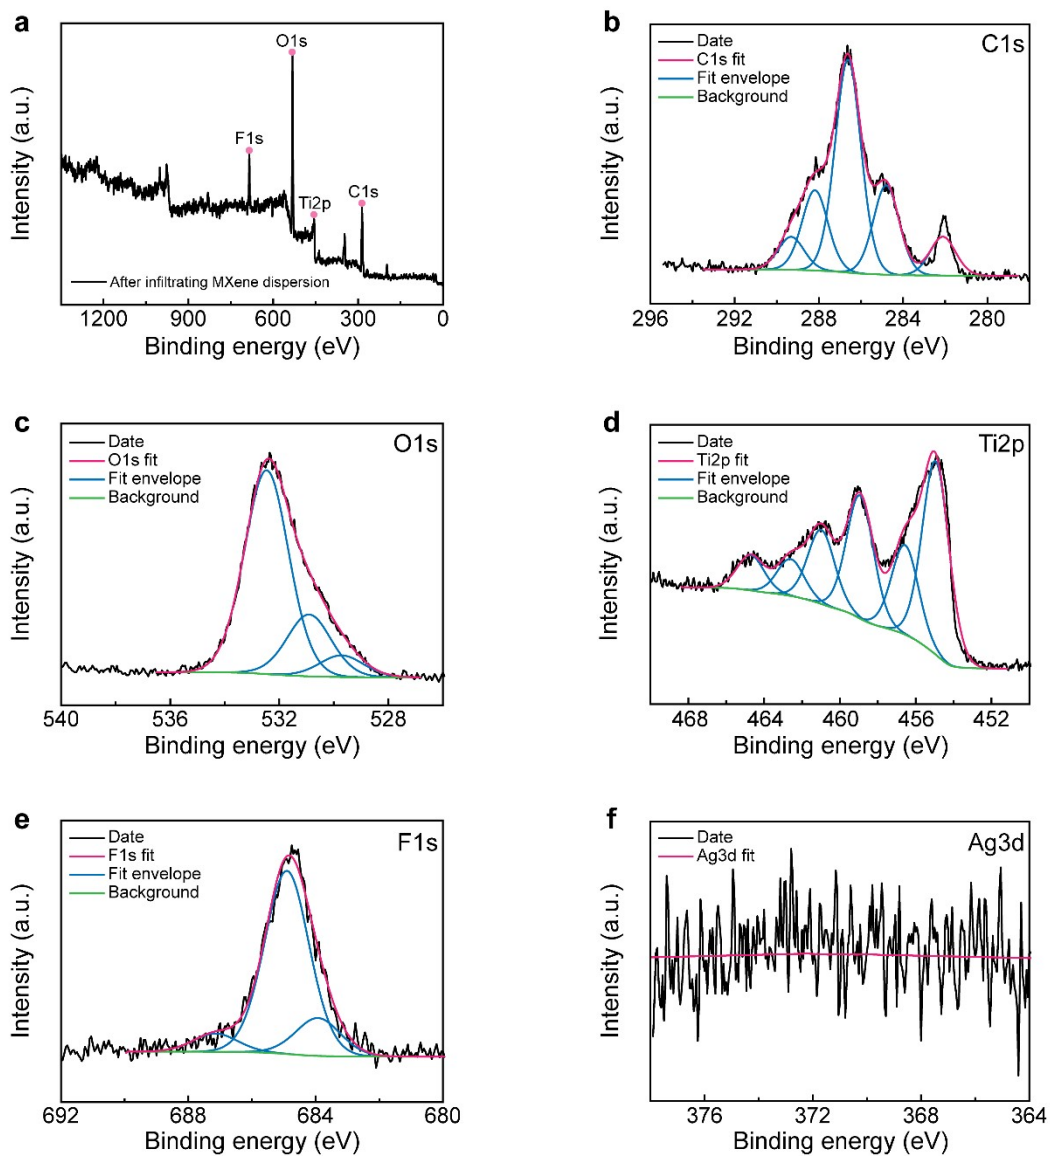 a
O1s
F1s
Ti2p
C1s
After infiltrating MXene dispersion
Intensity (a.u.)
1200 900 600 300 0
Binding energy (eV)
b
C1s
Date
C1s fit
Fit envelope
Background
Intensity (a.u.)
296 292 288 284 280
Binding energy (eV)
c
O1s
Date
O1s fit
Fit envelope
Background
Intensity (a.u.)
540 536 532 528
Binding energy (eV)
d
Ti2p
Date
Ti2p fit
Fit envelope
Background
Intensity (a.u.)
468 464 460 456 452
Binding energy (eV)
e
F1s
Date
F1s fit
Fit envelope
Background
Intensity (a.u.)
692 688 684 680
Binding energy (eV)
f
Ag3d
Date
Ag3d fit
Intensity (a.u.)
376 372 368 364
Binding energy (eV)